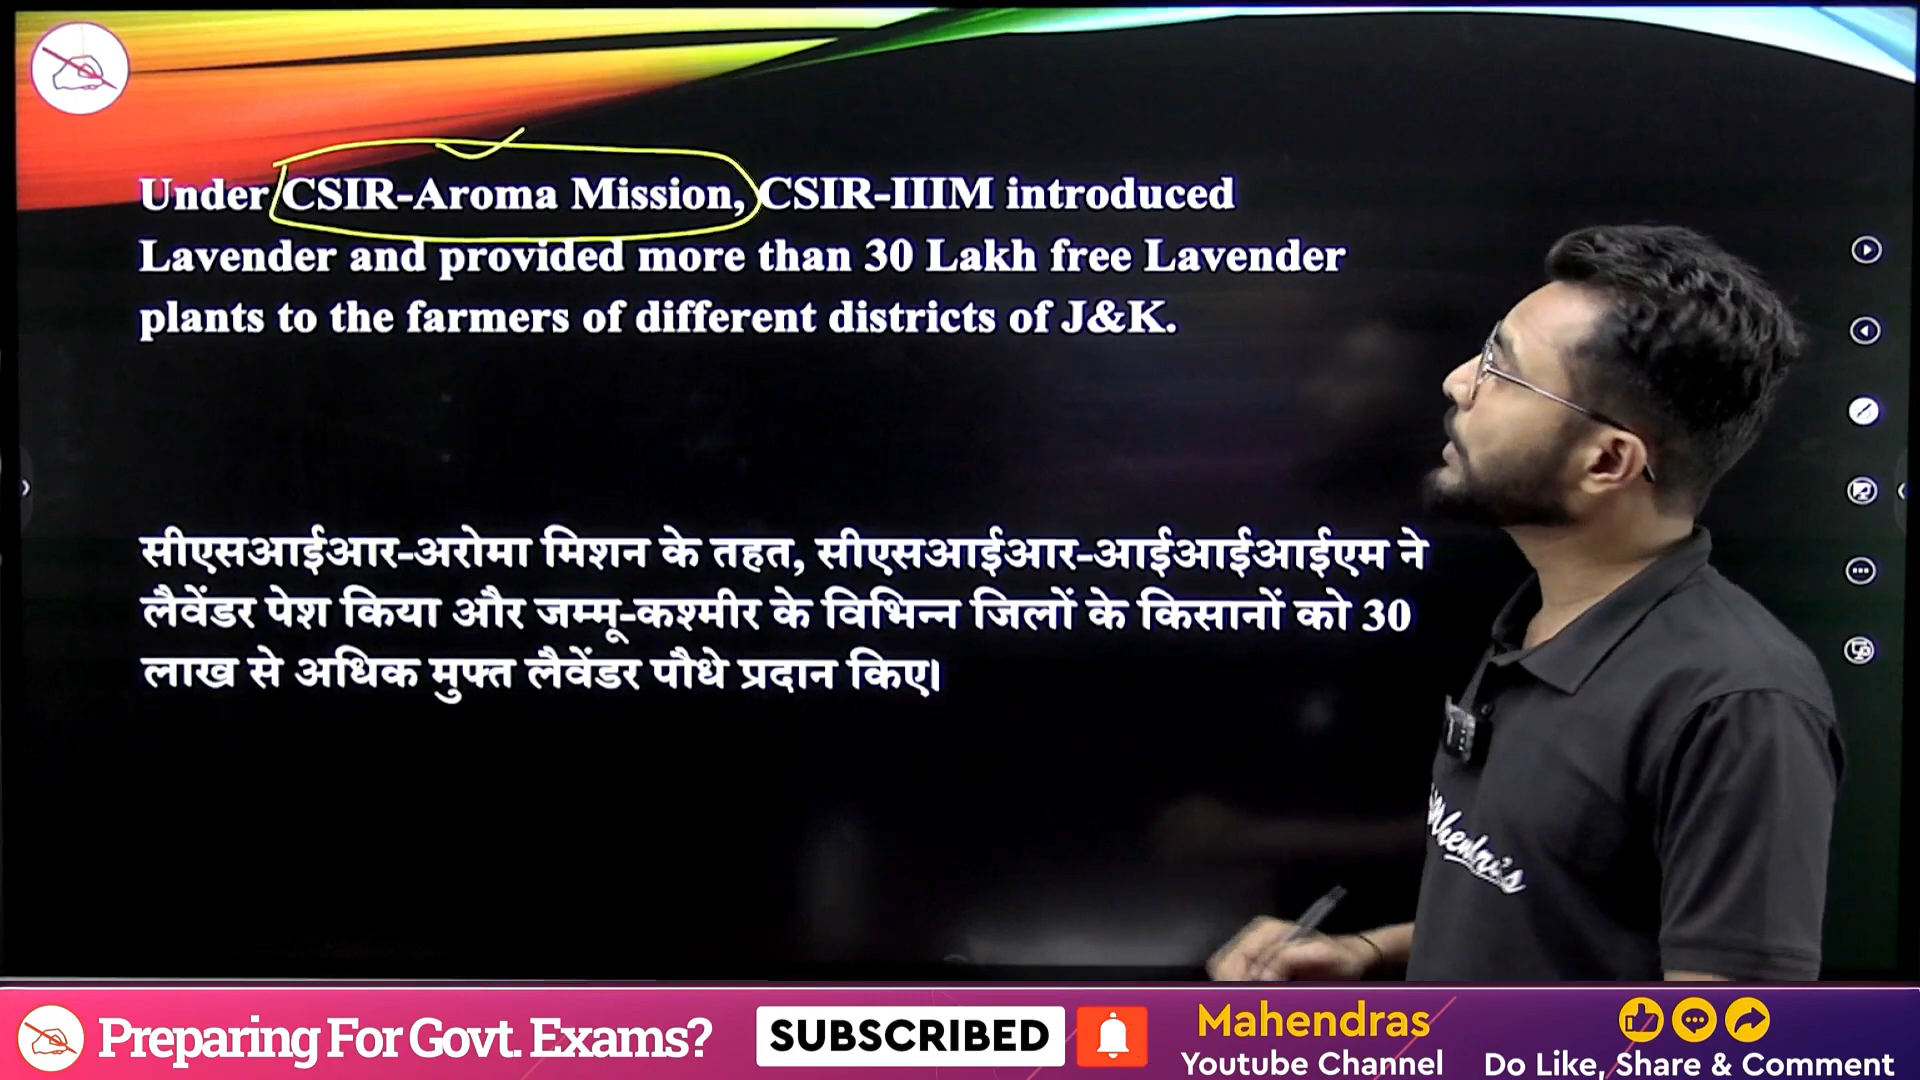 Under CSIR-Aroma Mission, CSIR-IIIM introduced
Lavender and provided more than 30 Lakh free Lavender
plants to the farmers of different districts of J&K.
सीएसआईआर-अरोमा मिशन के तहत, सीएसआईआर-आईआईआईएम ने
लैवेंडर पेश किया और जम्मू-कश्मीर के विभिन्न जिलों के किसानों को 30
लाख से अधिक मुफ्त लैवेंडर पौधे प्रदान किए।
Preparing For Govt. Exams?
SUBSCRIBED
Mahendras
Youtube Channel
Do Like, Share & Comment